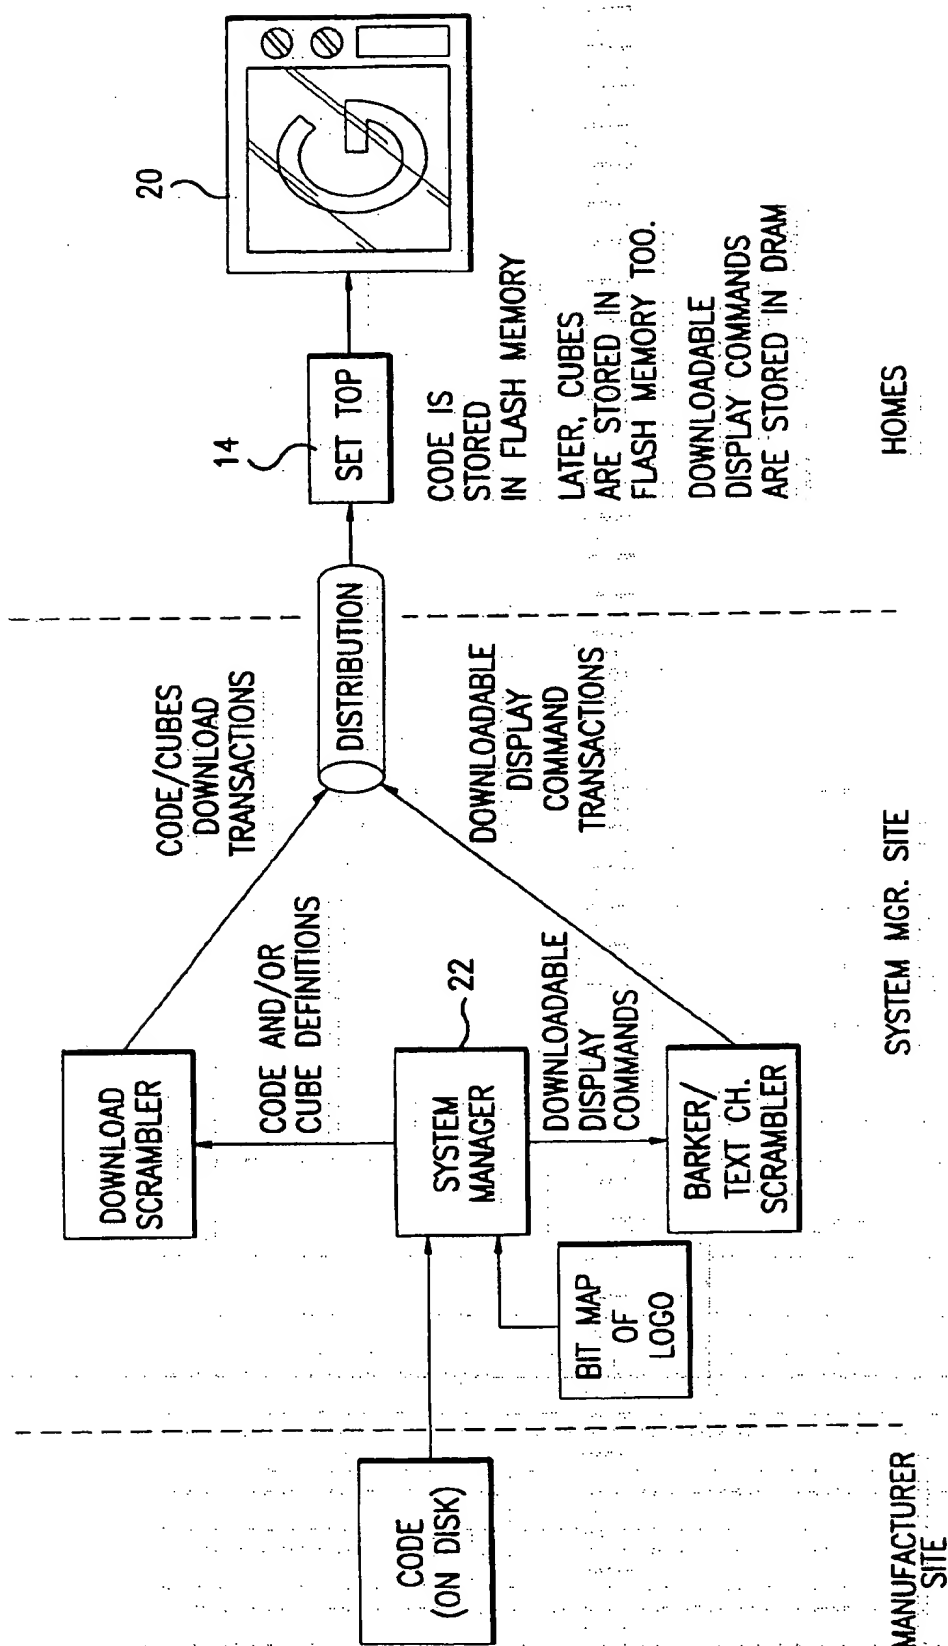 CODE
(ON DISK)
MANUFACTURER
SITE
DOWNLOAD
SCRAMBLER
CODE AND/OR
CUBE DEFINITIONS
SYSTEM
MANAGER
22
BIT MAP
OF
LOGO
DOWNLOADABLE
DISPLAY
COMMANDS
BARKER/
TEXT CH.
SCRAMBLER
CODE/CUBES
DOWNLOAD
TRANSACTIONS
DISTRIBUTION
DOWNLOADABLE
DISPLAY
COMMAND
TRANSACTIONS
SYSTEM MGR. SITE
20
G
14
SET TOP
CODE IS
STORED
IN FLASH MEMORY
LATER, CUBES
ARE STORED IN
FLASH MEMORY TOO.
DOWNLOADABLE
DISPLAY COMMANDS
ARE STORED IN DRAM
HOMES